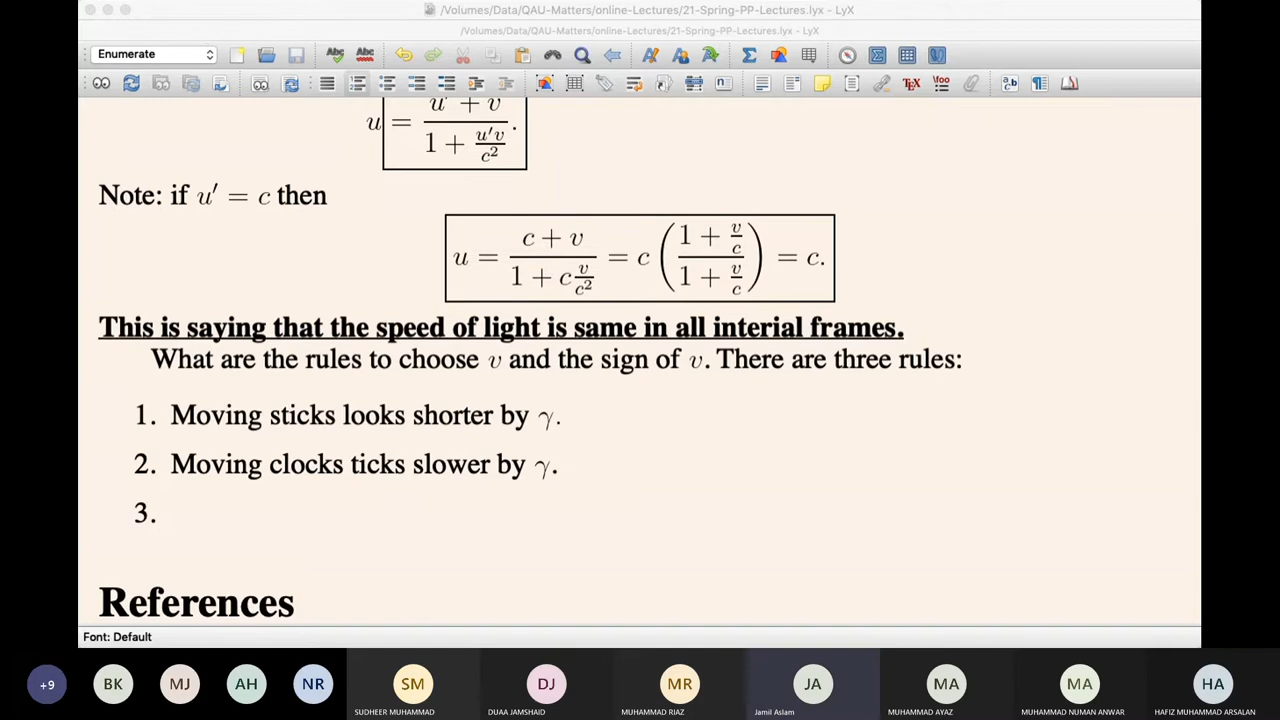 /Volumes/Data/QAU-Matters/online-Lectures/21-Spring-PP-Lectures.lyx - LyX
/Volumes/Data/QAU-Matters/online-Lectures/21-Spring-PP-Lectures.lyx - LyX
Enumerate
u = u′ + v / 1 + u′v/c² .
Note: if u′ = c then
u = c + v / 1 + c v/c² = c ( 1 + v/c / 1 + v/c ) = c.
This is saying that the speed of light is same in all interial frames.
What are the rules to choose v and the sign of v. There are three rules:
1. Moving sticks looks shorter by γ.
2. Moving clocks ticks slower by γ.
3.
References
Font: Default
+9 BK MJ AH NR SM DJ MR JA MA MA HA
SUDHEER MUHAMMAD DUAA JAMSHAID MUHAMMAD RIAZ Jamil Aslam MUHAMMAD AYAZ MUHAMMAD NUMAN ANWAR HAFIZ MUHAMMAD ARSALAN